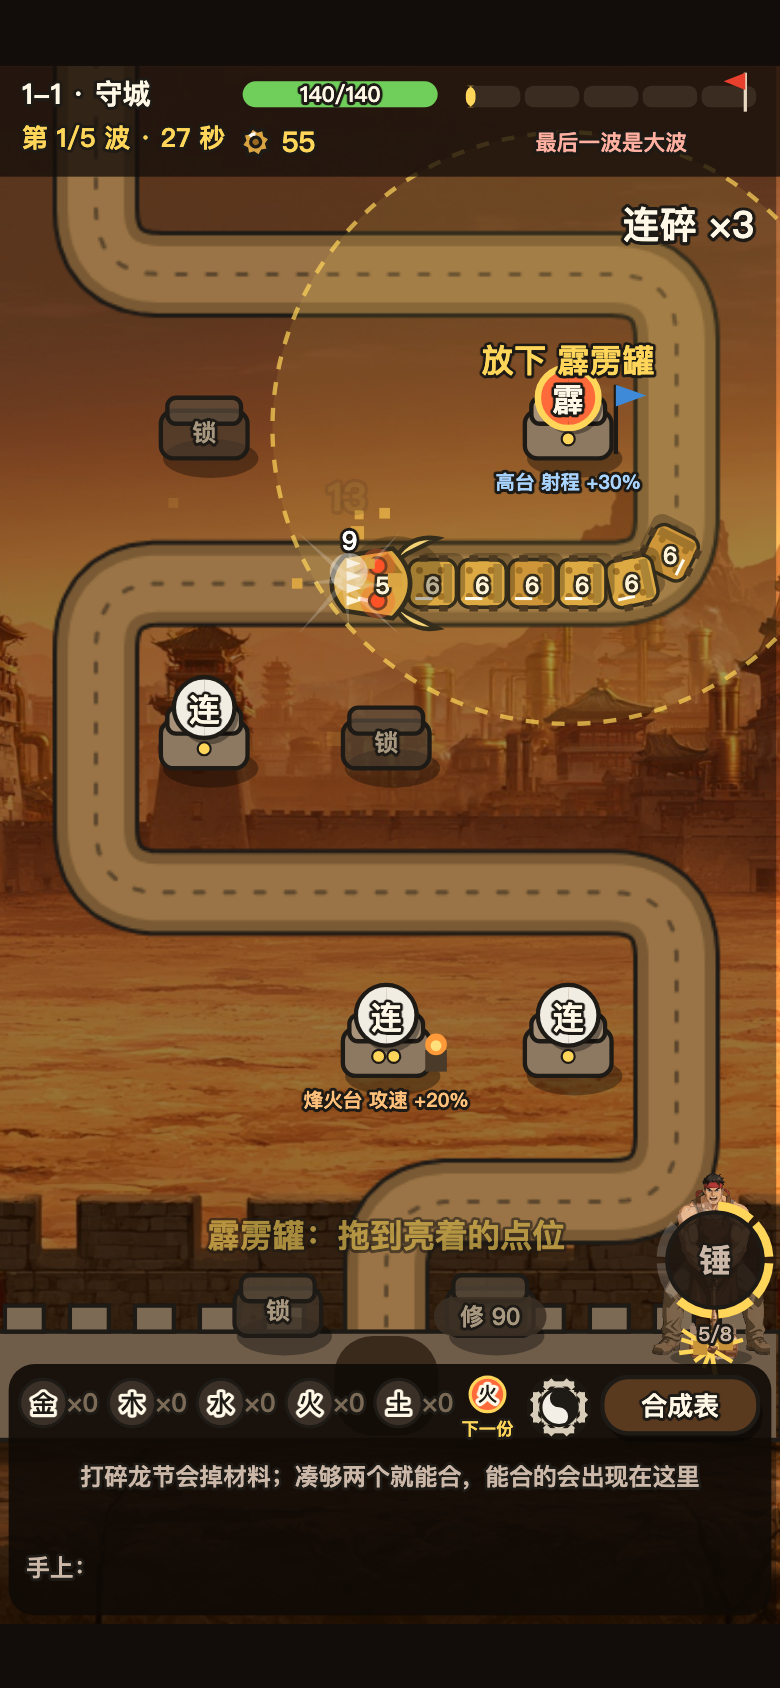 1-1 · 守城
140/140
第 1/5 波 · 27 秒
55
最后一波是大波
连碎 ×3
放下 霹雳罐
霹
锁
高台 射程 +30%
13
9
5 6 6 6 6 6 6
连
锁
连
连
烽火台 攻速 +20%
霹雳罐：拖到亮着的点位
锤
锁
修 90
5/8
金 ×0 木 ×0 水 ×0 火 ×0 土 ×0
火
下一份
合成表
打碎龙节会掉材料；凑够两个就能合，能合的会出现在这里
手上：